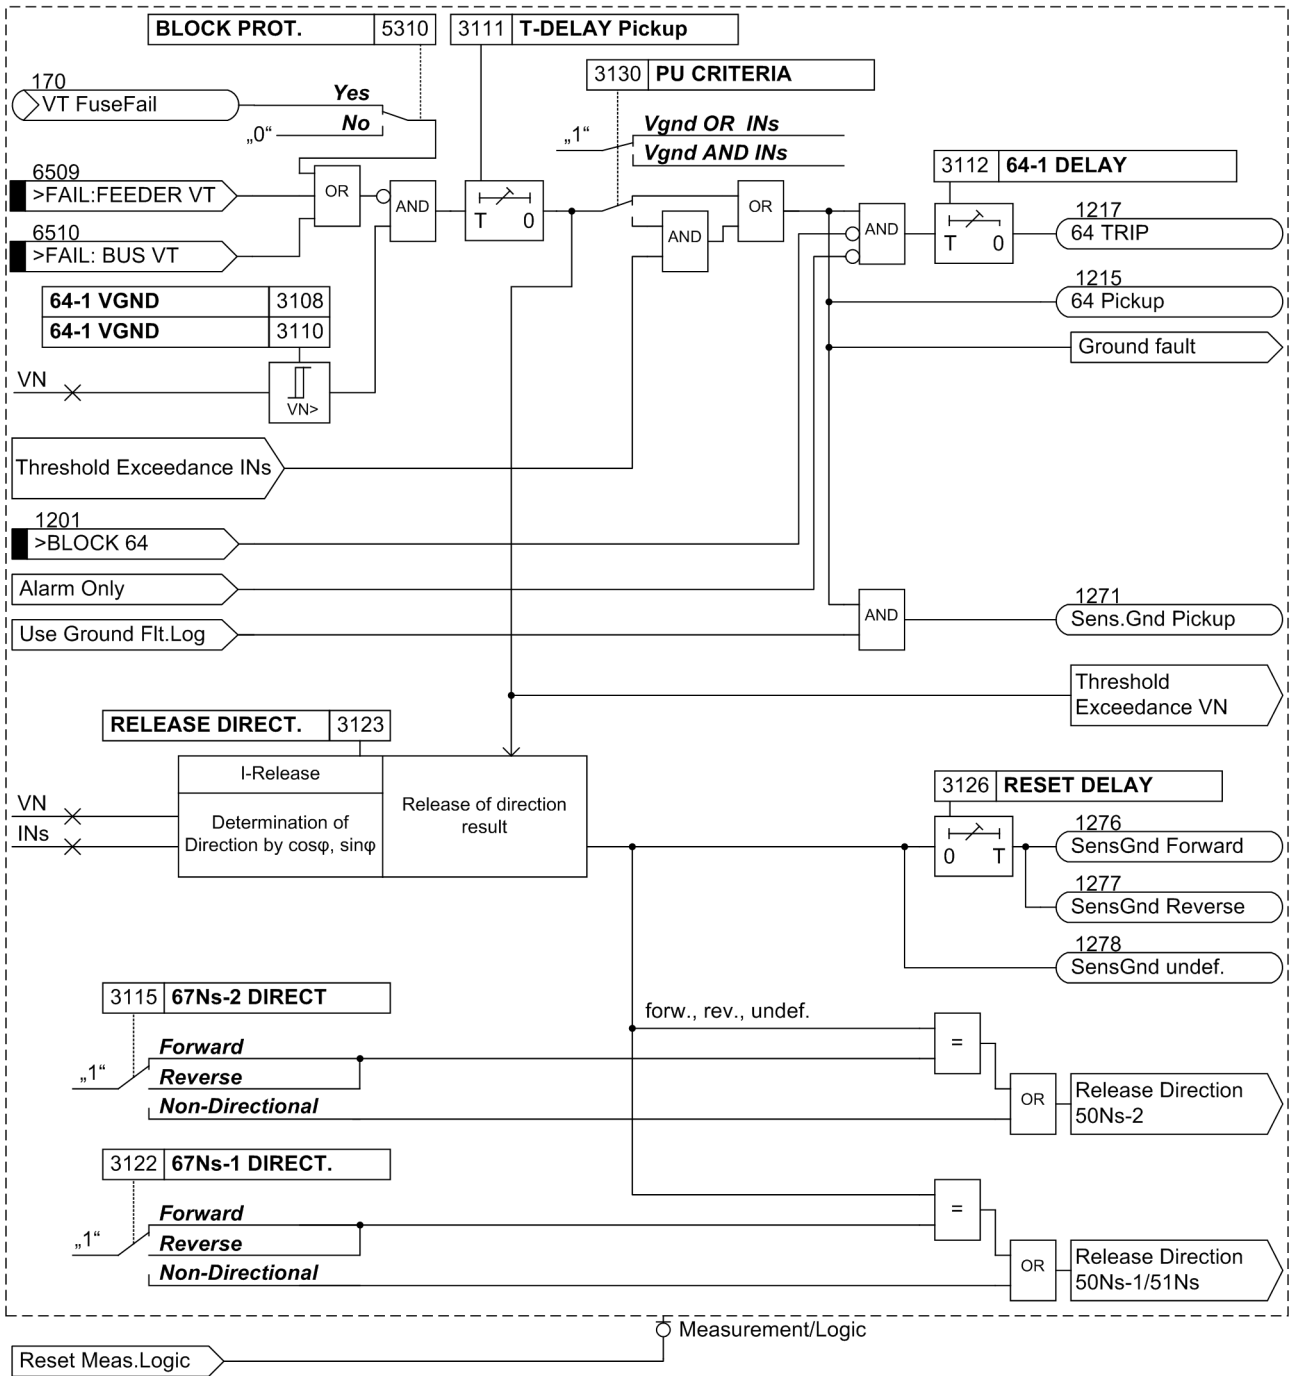 BLOCK PROT. 5310
3111 T-DELAY Pickup
3130 PU CRITERIA
170
VT FuseFail
Yes
No
„0“
„1“
Vgnd OR INs
Vgnd AND INs
6509
>FAIL:FEEDER VT
6510
>FAIL: BUS VT
OR
AND
T 0
AND
OR
AND
3112 64-1 DELAY
T 0
1217
64 TRIP
1215
64 Pickup
Ground fault
64-1 VGND 3108
64-1 VGND 3110
VN
VN>
Threshold Exceedance INs
1201
>BLOCK 64
Alarm Only
Use Ground Flt.Log
AND
1271
Sens.Gnd Pickup
Threshold
Exceedance VN
RELEASE DIRECT. 3123
I-Release
Determination of
Direction by cosφ, sinφ
Release of direction
result
VN
INs
3126 RESET DELAY
0 T
1276
SensGnd Forward
1277
SensGnd Reverse
1278
SensGnd undef.
3115 67Ns-2 DIRECT
forw., rev., undef.
„1“
Forward
Reverse
Non-Directional
=
OR
Release Direction
50Ns-2
3122 67Ns-1 DIRECT.
„1“
Forward
Reverse
Non-Directional
=
OR
Release Direction
50Ns-1/51Ns
Measurement/Logic
Reset Meas.Logic